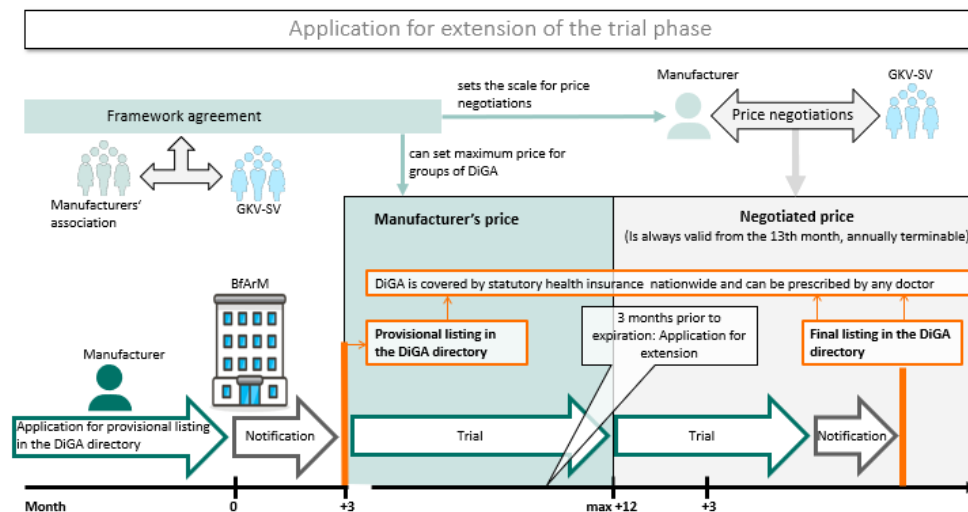 Application for extension of the trial phase
Manufacturer
GKV-SV
sets the scale for price
negotiations
Framework agreement
Price negotiations
can set maximum price for
groups of DiGA
Manufacturers'
association
GKV-SV
Manufacturer's price
Negotiated price
(Is always valid from the 13th month, annually terminable)
BfArM
DiGA is covered by statutory health insurance nationwide and can be prescribed by any doctor
Provisional listing in
the DiGA directory
3 months prior to
expiration: Application for
extension
Final listing in the DiGA
directory
Manufacturer
Application for provisional listing
in the DiGA directory
Notification
Trial
Trial
Notification
Month
0
+3
max +12
+3